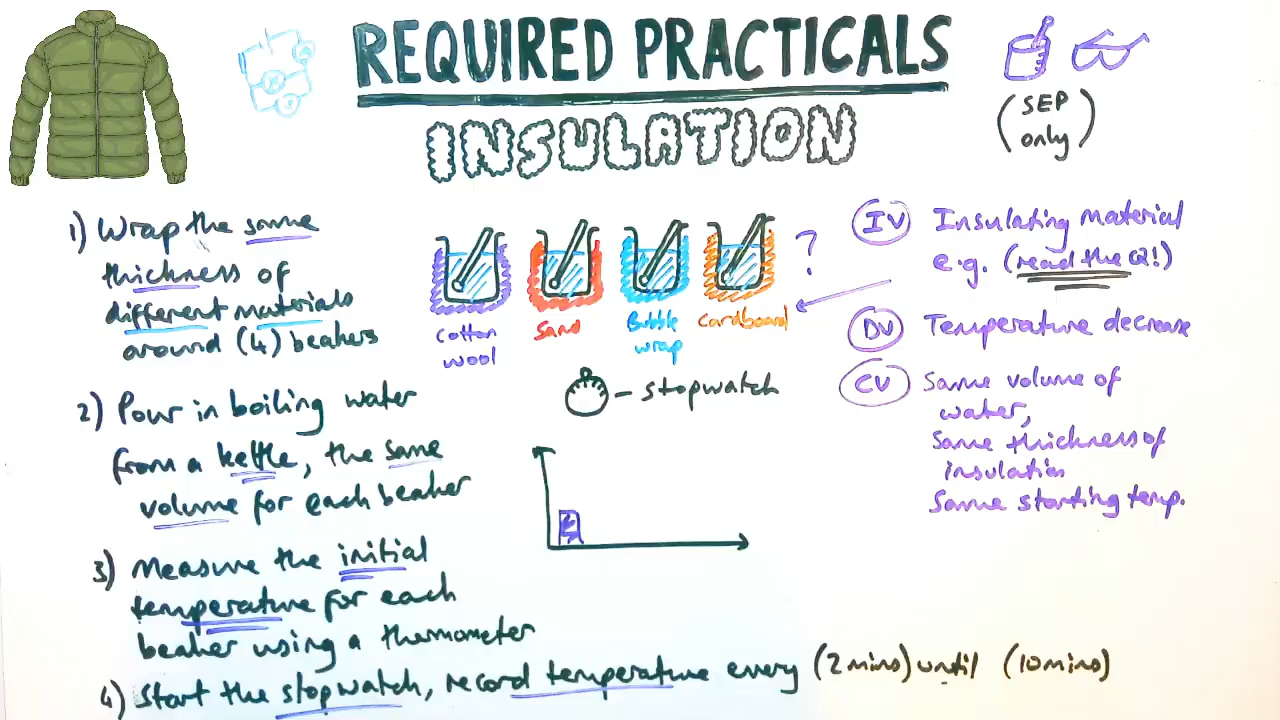 REQUIRED PRACTICALS
INSULATION
(SEP
only)
1) Wrap the same
thickness of
different materials
around (4) beakers
2) Pour in boiling water
from a kettle, the same
volume for each beaker
3) Measure the initial
temperature for each
beaker using a thermometer
4) Start the stopwatch, record temperature every (2 mins) until (10 mins)
Cotton
wool
Sand
Bubble
wrap
Cardboard
?
- stopwatch
IV Insulating material
e.g. (read the Q!)
DV Temperature decrease
CV Same volume of
water,
Same thickness of
insulation
Same starting temp.